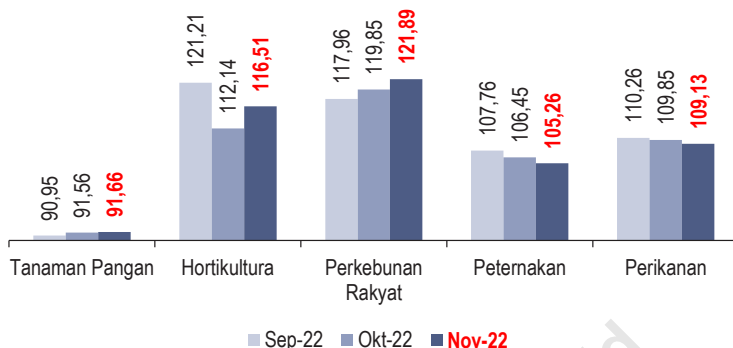 90,95
91,56
91,66
121,21
112,14
116,51
117,96
119,85
121,89
107,76
106,45
105,26
110,26
109,85
109,13
Tanaman Pangan
Hortikultura
Perkebunan
Rakyat
Peternakan
Perikanan
Sep-22 Okt-22 Nov-22